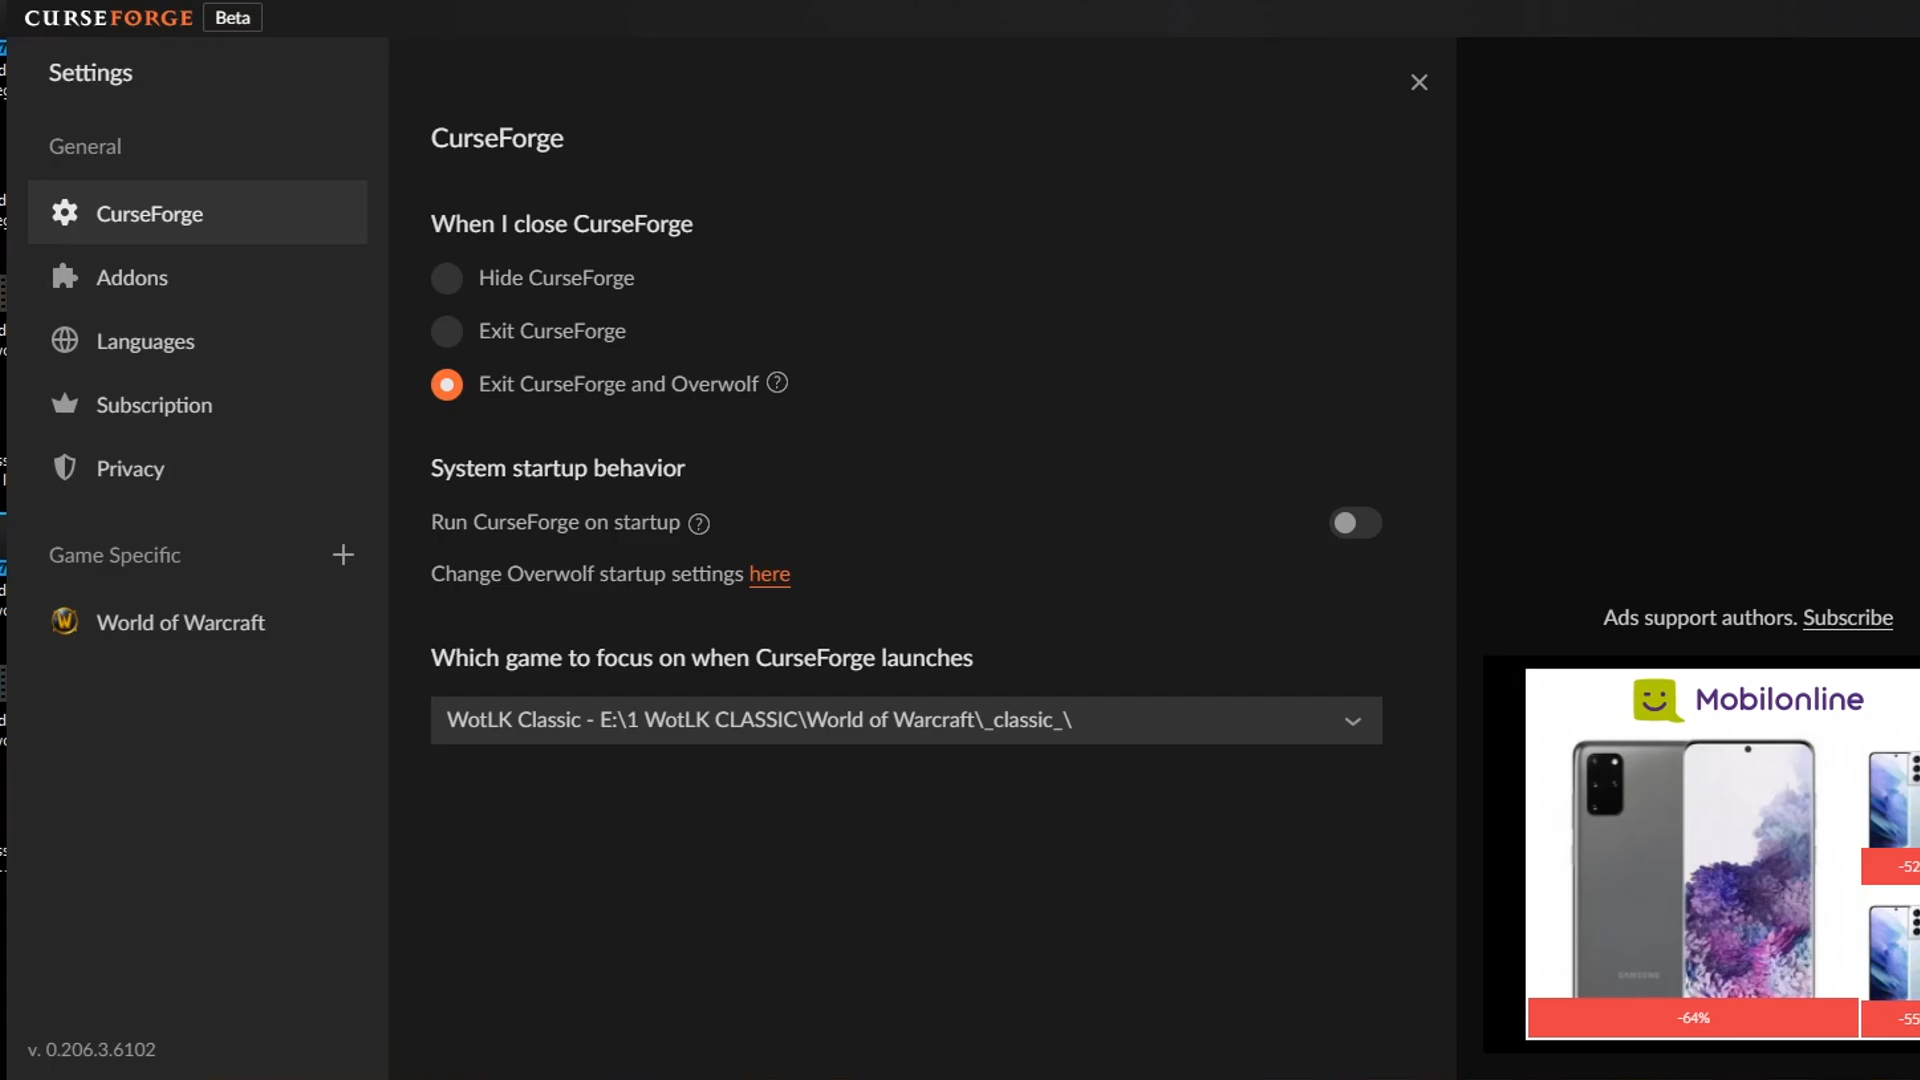 CURSEFORGE Beta
Settings
General
CurseForge
Addons
Languages
Subscription
Privacy
Game Specific
World of Warcraft
v. 0.206.3.6102
CurseForge
When I close CurseForge
Hide CurseForge
Exit CurseForge
Exit CurseForge and Overwolf
System startup behavior
Run CurseForge on startup
Change Overwolf startup settings here
Which game to focus on when CurseForge launches
WotLK Classic - E:\1 WotLK CLASSIC\World of Warcraft\_classic_\
Ads support authors. Subscribe
Mobilonline
SAMSUNG
-64%
-52
-55